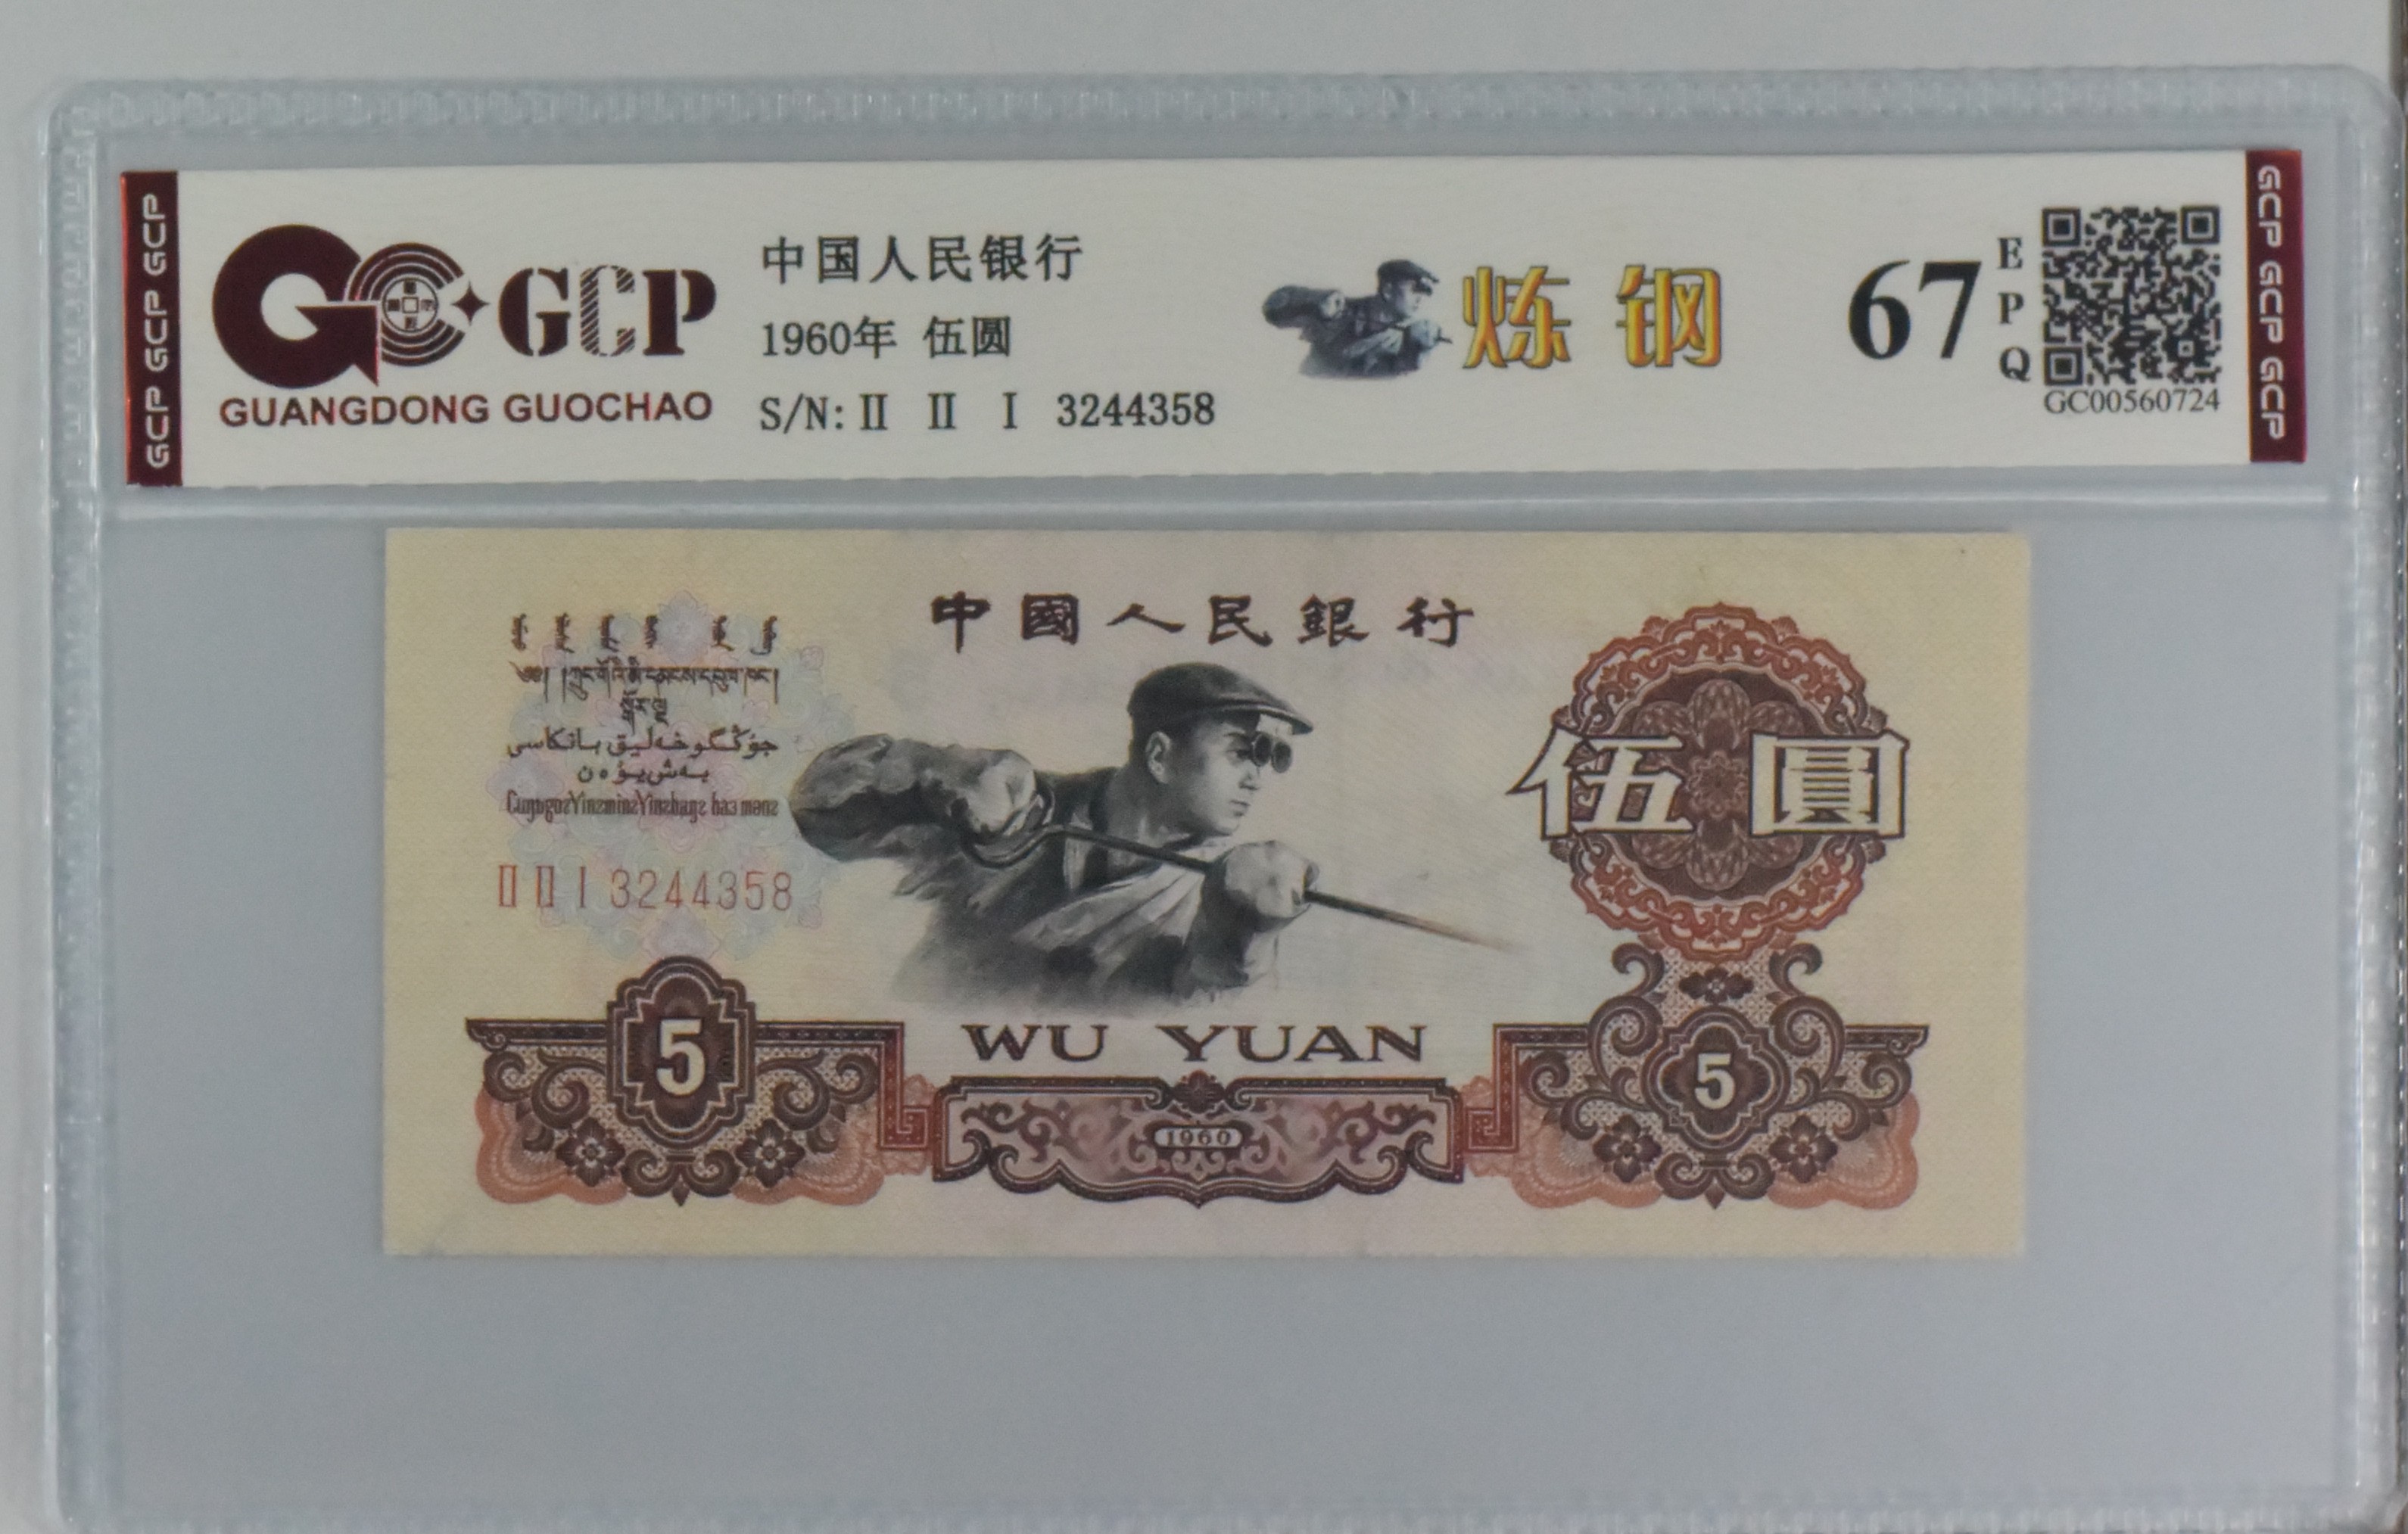 GCP GCP GCP
GCP
GUANGDONG GUOCHAO
中国人民银行
1960年 伍圆
S/N: II II I 3244358
炼钢
67
EPQ
GC00560724
GCP GCP GCP
中國人民銀行
جۇڭگو خەلىق بانكاسى
بەش يۈەن
II II I 3244358
伍圓
5
WU YUAN
5
1960